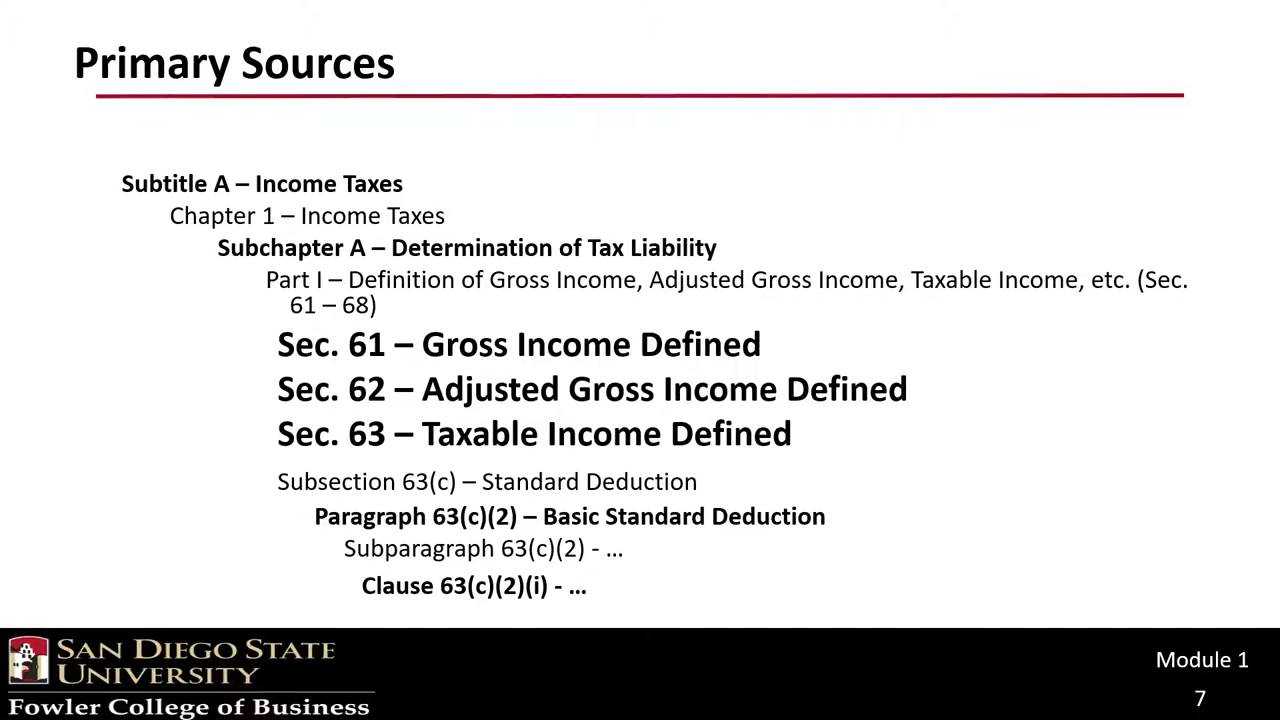 Primary Sources
Subtitle A – Income Taxes
Chapter 1 – Income Taxes
Subchapter A – Determination of Tax Liability
Part I – Definition of Gross Income, Adjusted Gross Income, Taxable Income, etc. (Sec.
61 – 68)
Sec. 61 – Gross Income Defined
Sec. 62 – Adjusted Gross Income Defined
Sec. 63 – Taxable Income Defined
Subsection 63(c) – Standard Deduction
Paragraph 63(c)(2) – Basic Standard Deduction
Subparagraph 63(c)(2) - …
Clause 63(c)(2)(i) - …
SAN DIEGO STATE
UNIVERSITY
Fowler College of Business
Module 1
7